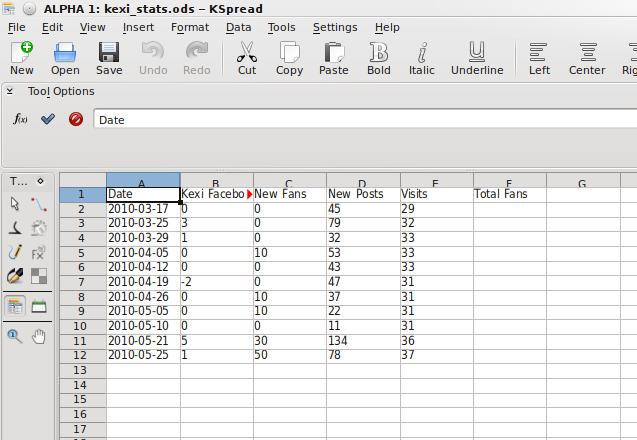 ALPHA 1: kexi_stats.ods – KSpread
File Edit View Insert Format Data Tools Settings Help
New Open Save Undo Redo Cut Copy Paste Bold Italic Underline Left Center Rig
Tool Options
f(x) Date
T...
A B C D E F G
1 Date Kexi Facebo New Fans New Posts Visits Total Fans
2 2010-03-17 0 0 45 29
3 2010-03-25 3 0 79 32
4 2010-03-29 1 0 32 33
5 2010-04-05 0 10 53 33
6 2010-04-12 0 0 43 33
7 2010-04-19 -2 0 47 31
8 2010-04-26 0 10 37 31
9 2010-05-05 0 10 22 31
10 2010-05-10 0 0 11 31
11 2010-05-21 5 30 134 36
12 2010-05-25 1 50 78 37
13
14
15
16
17